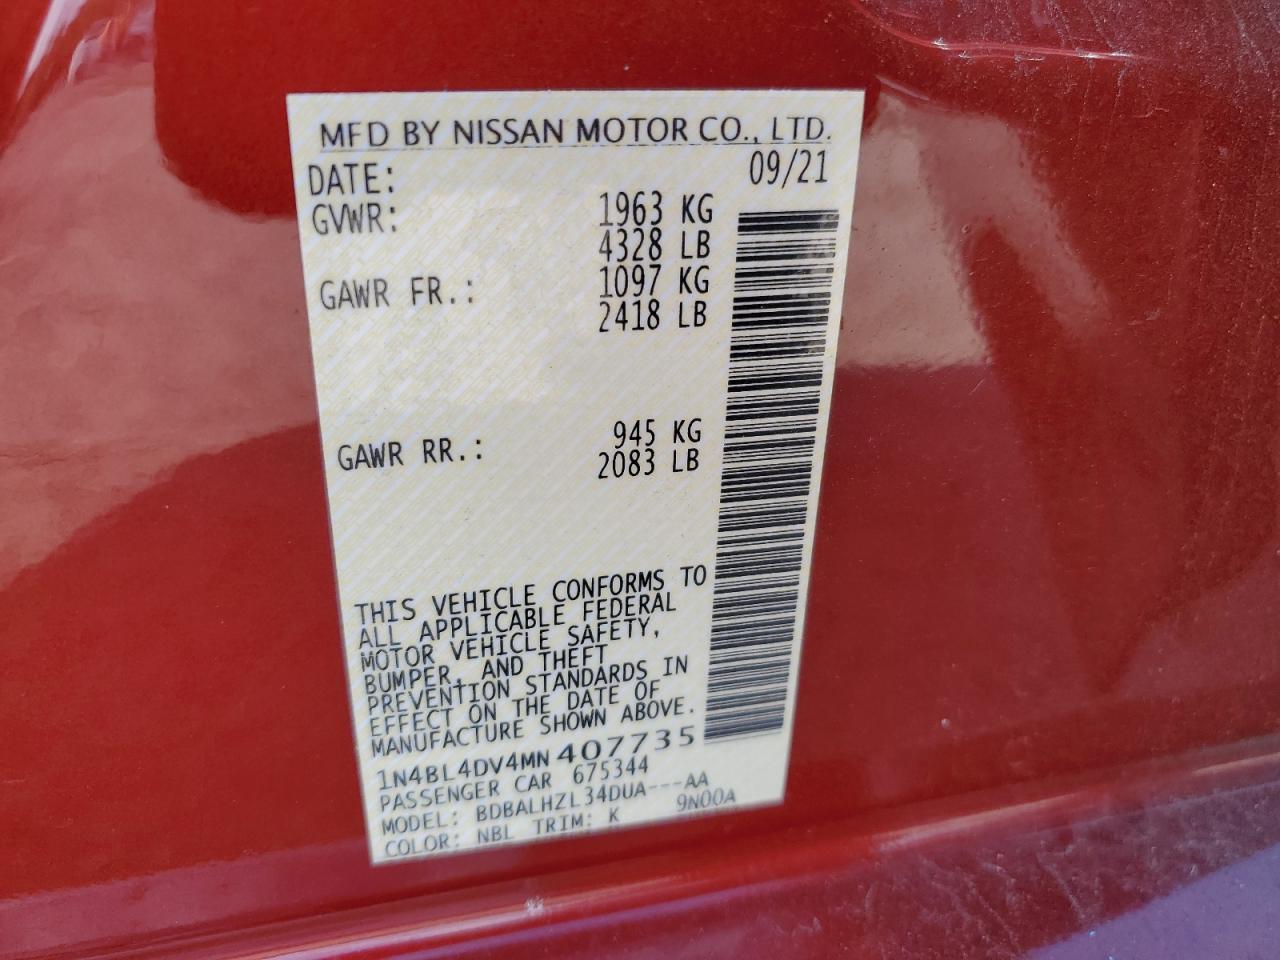 MFD BY NISSAN MOTOR CO., LTD.
DATE: 09/21
GVWR: 1963 KG
4328 LB
GAWR FR.: 1097 KG
2418 LB
GAWR RR.: 945 KG
2083 LB
THIS VEHICLE CONFORMS TO
ALL APPLICABLE FEDERAL
MOTOR VEHICLE SAFETY,
BUMPER, AND THEFT
PREVENTION STANDARDS IN
EFFECT ON THE DATE OF
MANUFACTURE SHOWN ABOVE.
1N4BL4DV4MN 407735
PASSENGER CAR 675344
MODEL: BDBALHZL34DUA---AA
COLOR: NBL TRIM: K 9N00A